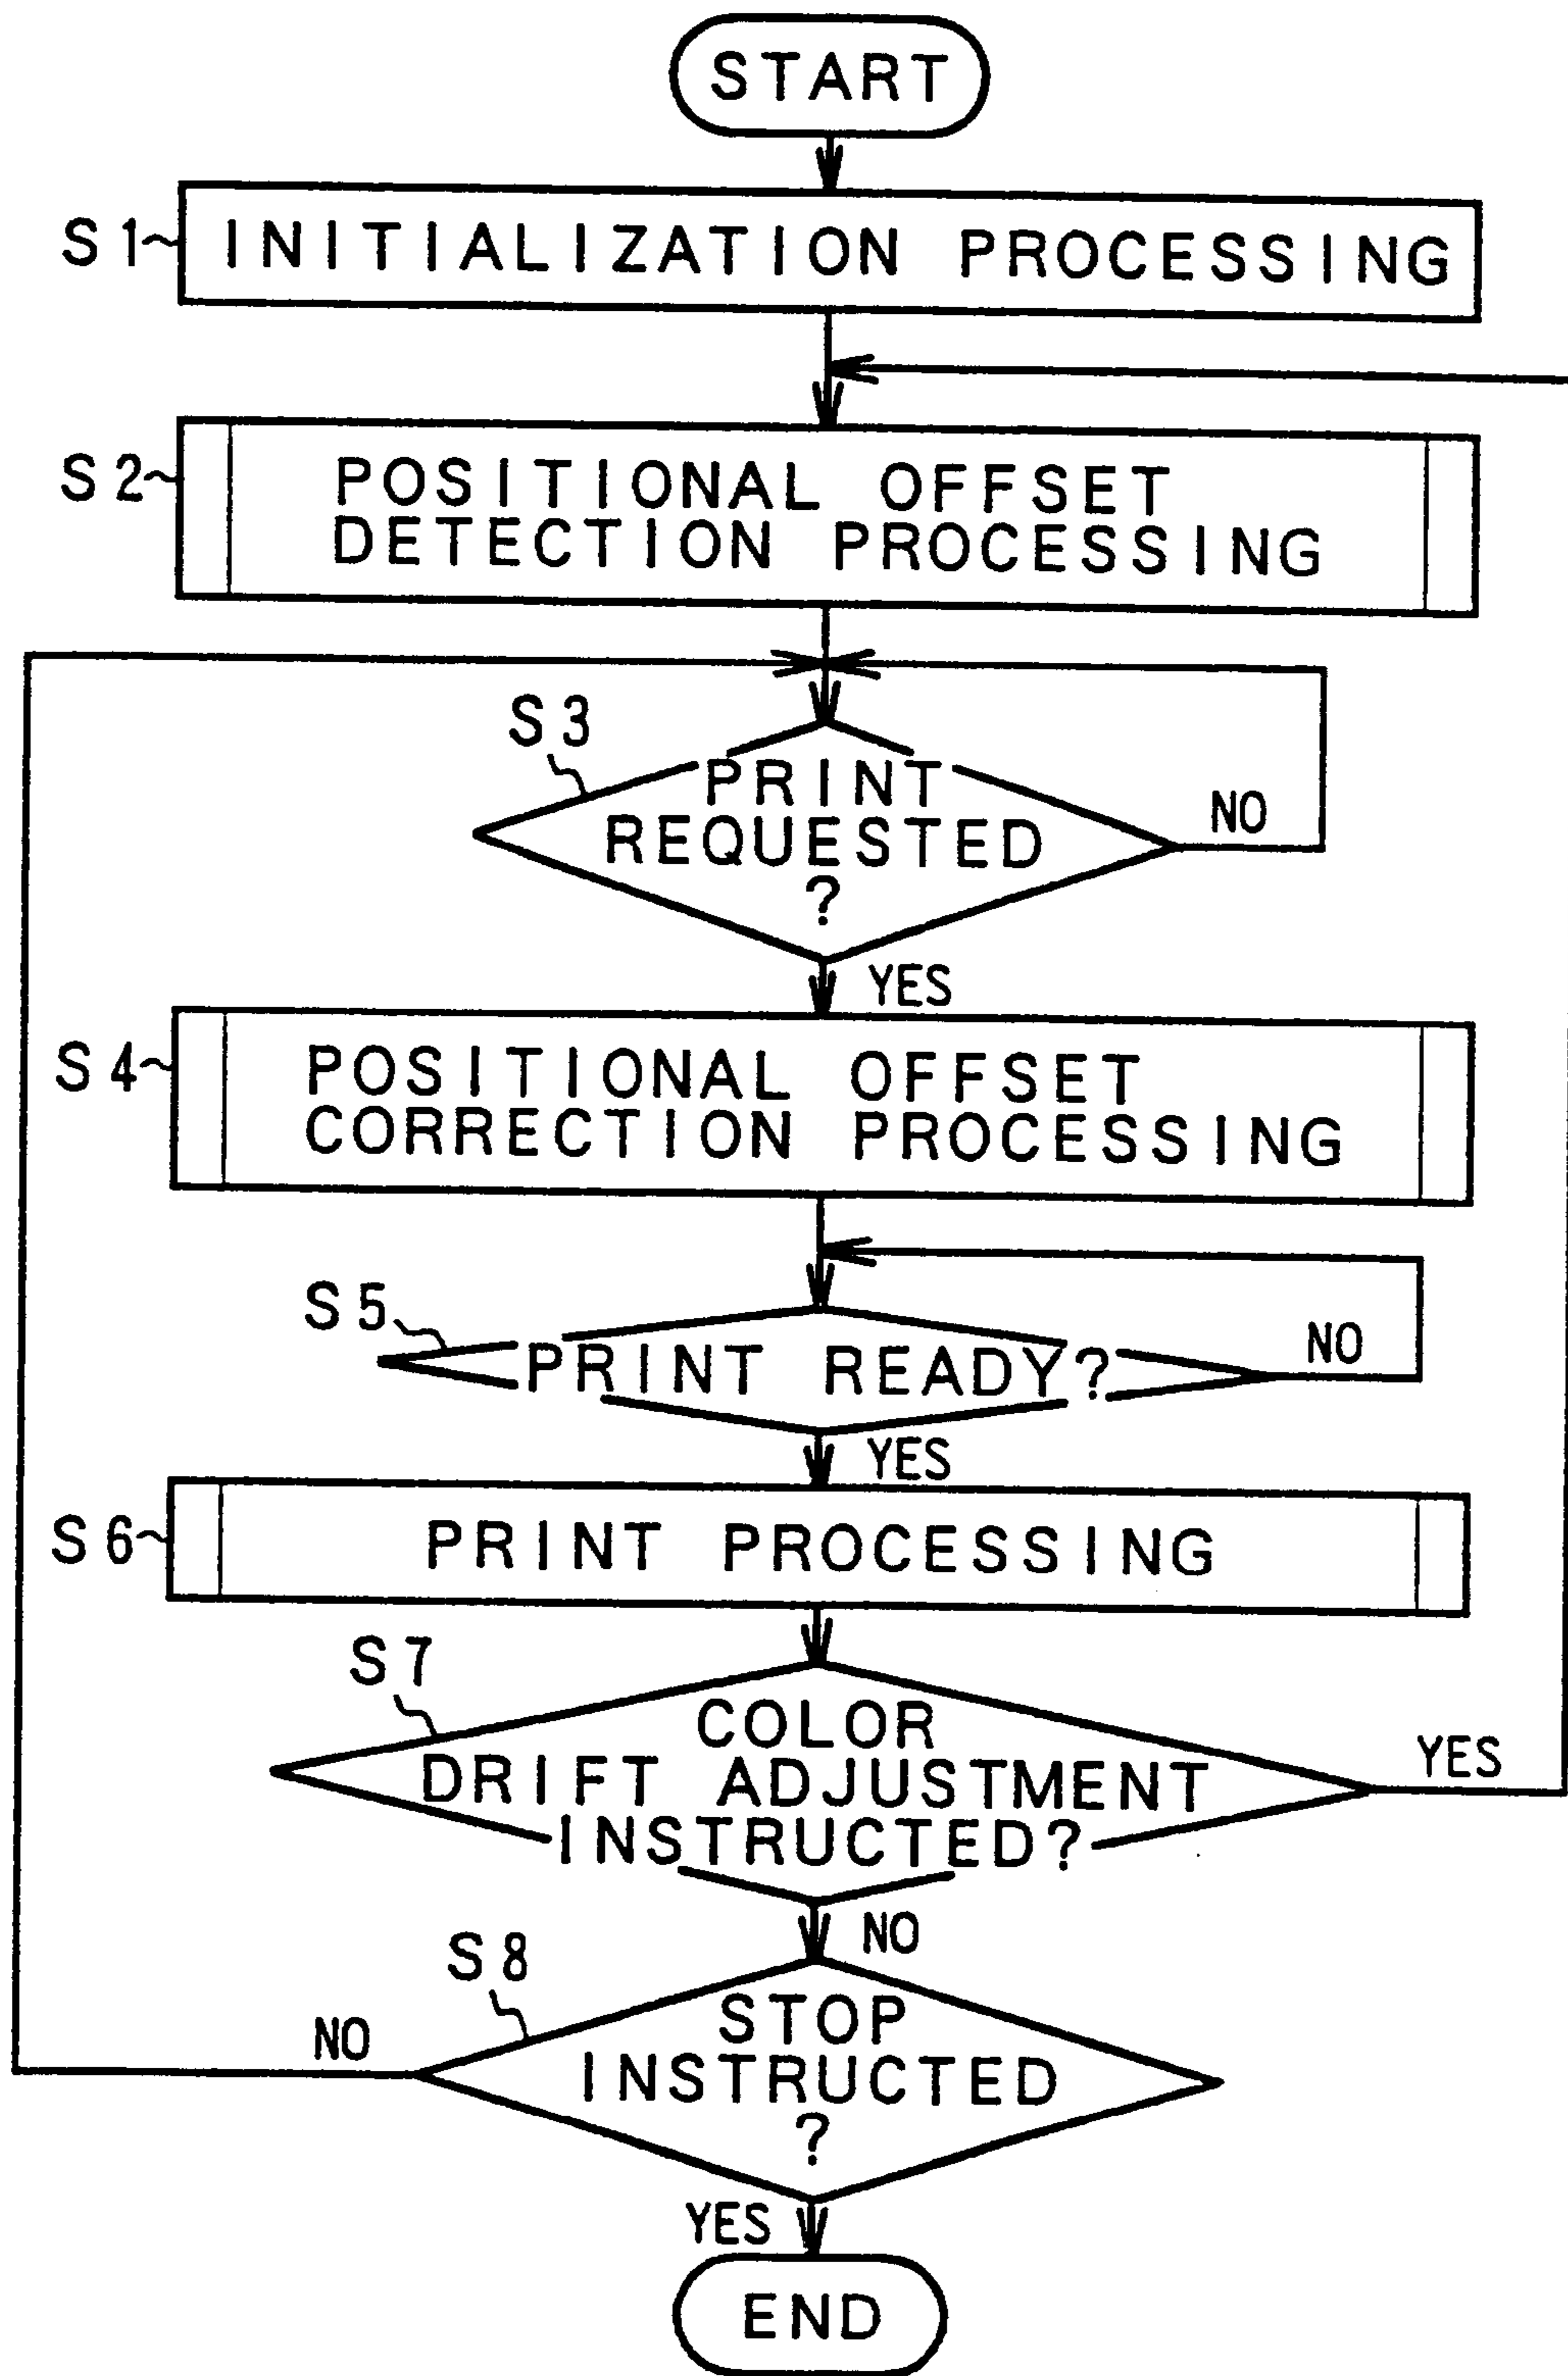 START
S1
INITIALIZATION PROCESSING
S2
POSITIONAL OFFSET
DETECTION PROCESSING
S3
PRINT
REQUESTED
?
NO
YES
S4
POSITIONAL OFFSET
CORRECTION PROCESSING
S5
PRINT READY?
NO
YES
S6
PRINT PROCESSING
S7
COLOR
DRIFT ADJUSTMENT
INSTRUCTED?
YES
NO
S8
STOP
INSTRUCTED
?
NO
YES
END